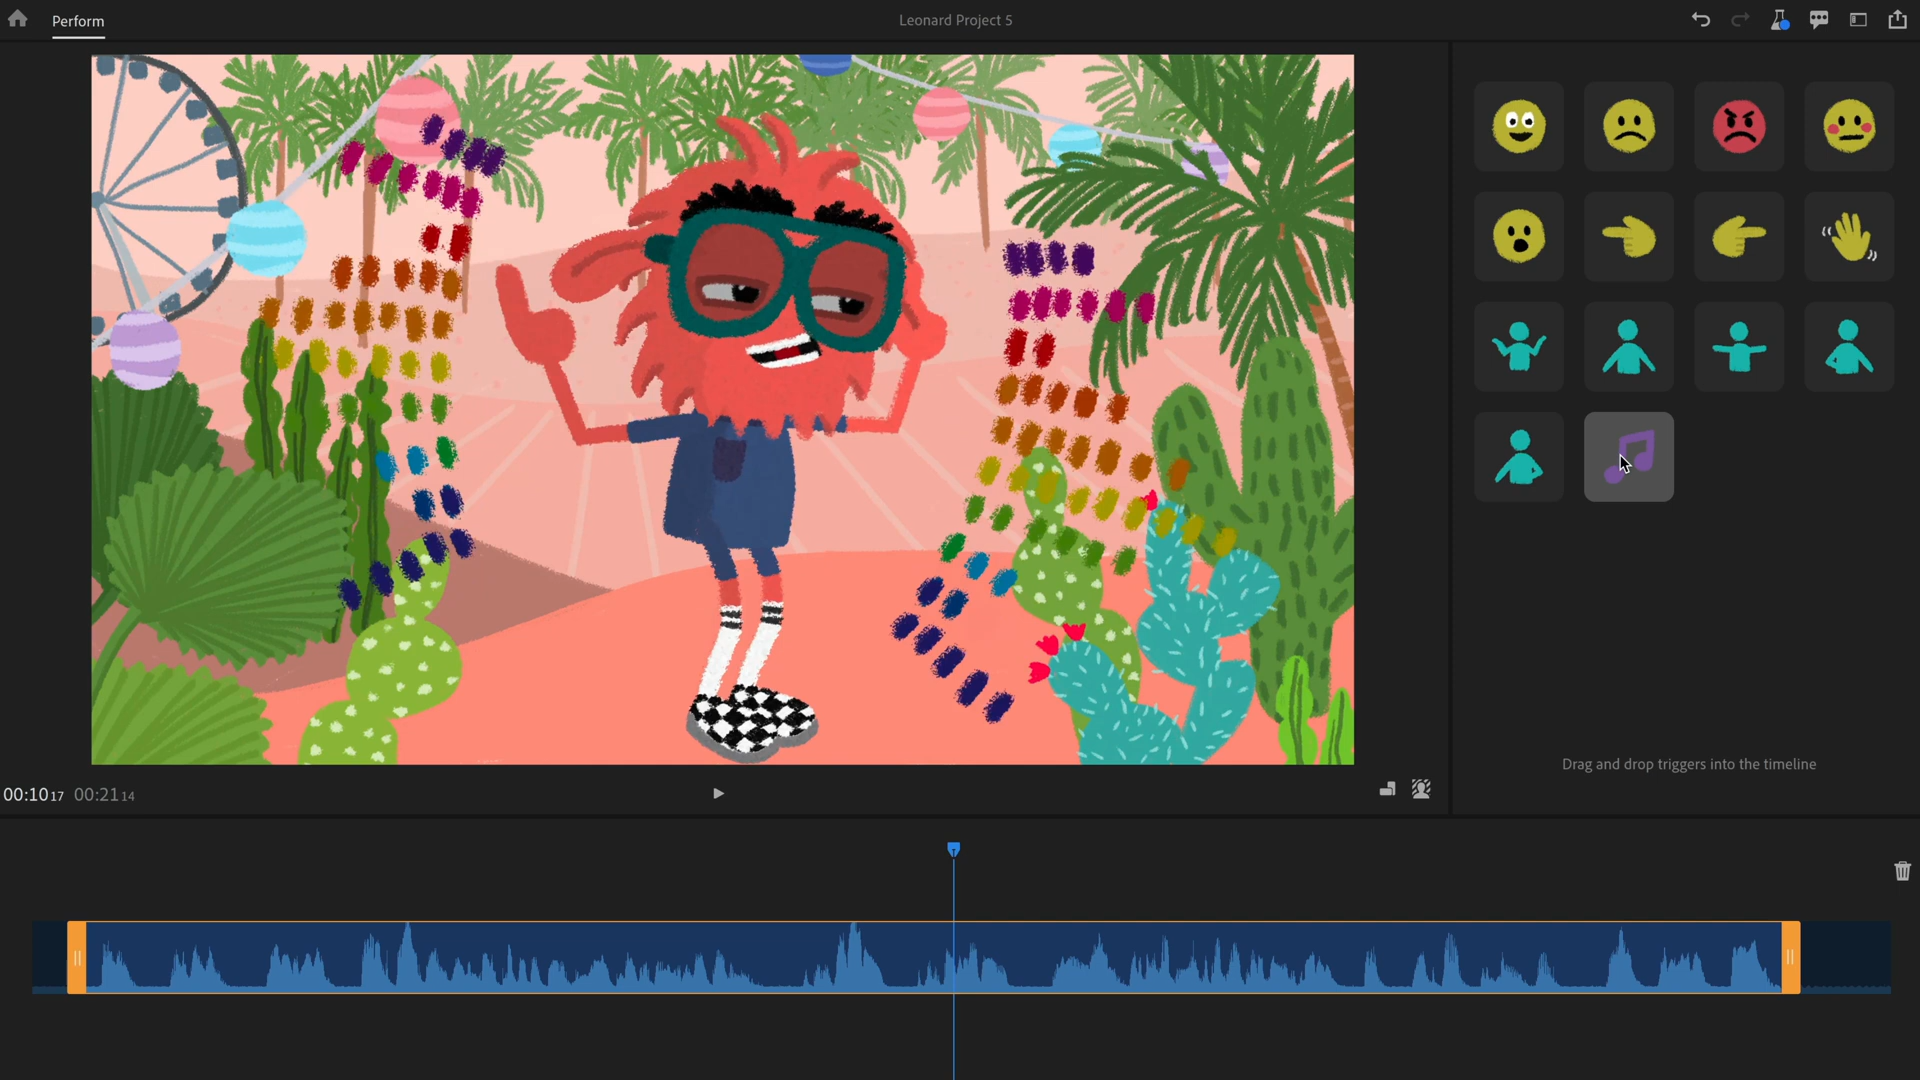 Perform
Leonard Project 5
Drag and drop triggers into the timeline
00:10 17 00:21 14